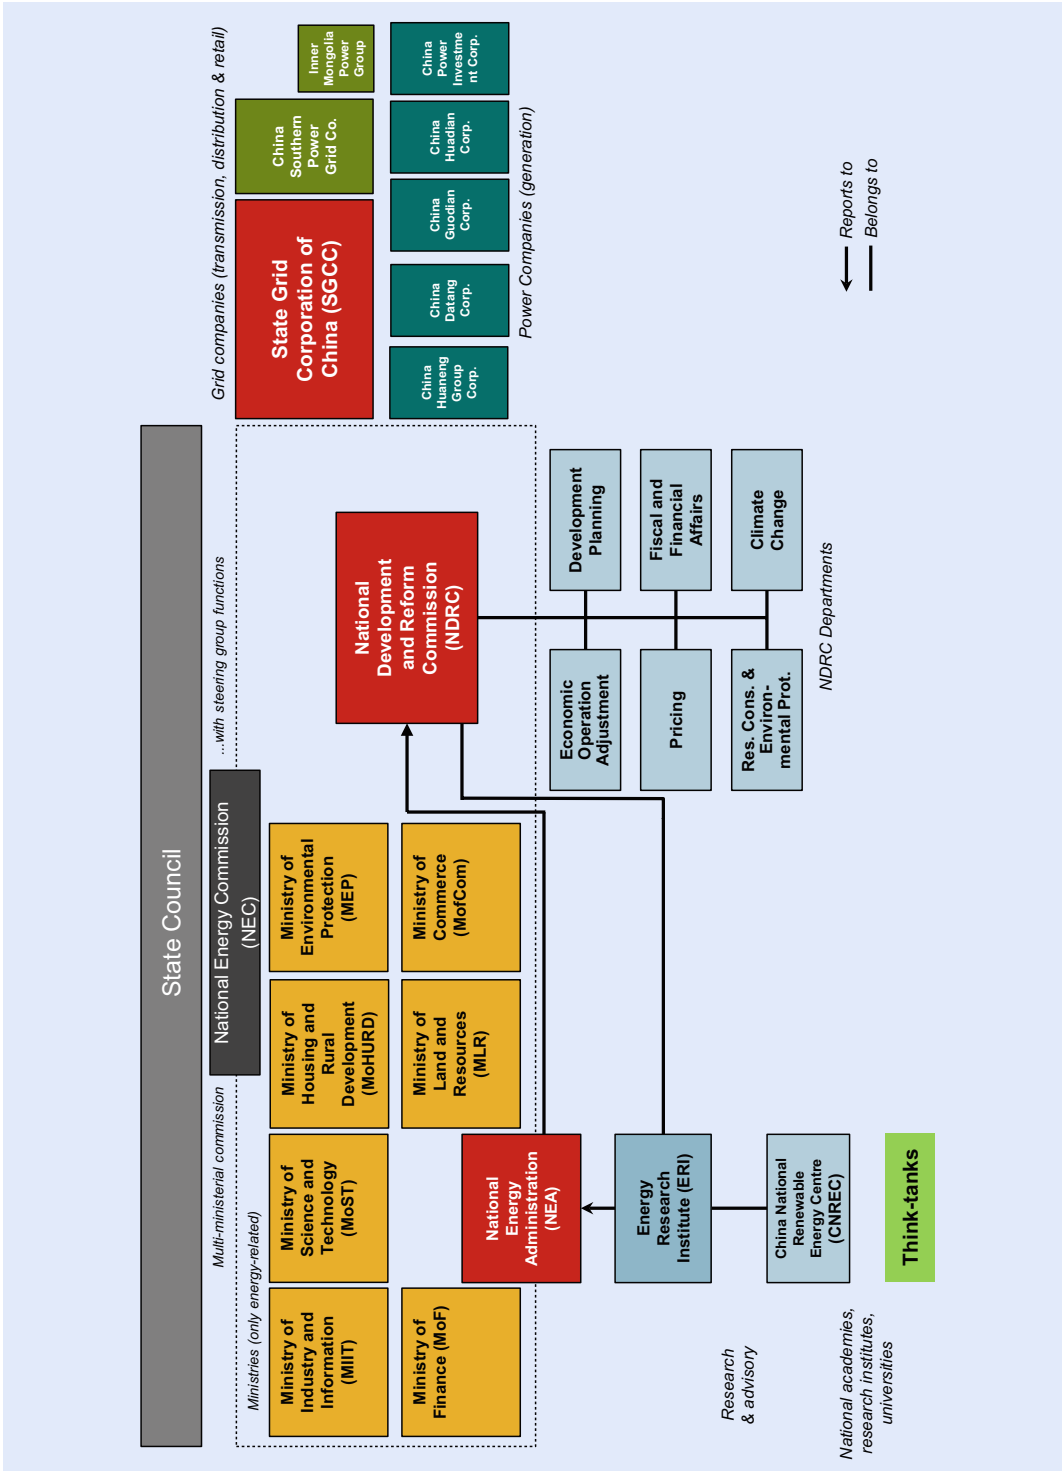 State Council
Multi-ministerial commission
National Energy Commission
(NEC)
...with steering group functions
Ministries (only energy-related)
Ministry of
Industry and
Information
(MIIT)
Ministry of
Science and
Technology
(MoST)
Ministry of
Housing and
Rural
Development
(MoHURD)
Ministry of
Environmental
Protection
(MEP)
Ministry of
Finance (MoF)
Ministry of
Land and
Resources
(MLR)
Ministry of
Commerce
(MofCom)
National
Energy
Administration
(NEA)
National
Development
and Reform
Commission
(NDRC)
Energy
Research
Institute (ERI)
China National
Renewable
Energy Centre
(CNREC)
Think-tanks
Research
& advisory
National academies,
research institutes,
universities
Economic
Operation
Adjustment
Development
Planning
Pricing
Fiscal and
Financial
Affairs
Res. Cons. &
Environ-
mental Prot.
Climate
Change
NDRC Departments
Grid companies (transmission, distribution & retail)
State Grid
Corporation of
China (SGCC)
China
Southern
Power
Grid Co.
Inner
Mongolia
Power
Group
China
Huaneng
Group
Corp.
China
Datang
Corp.
China
Guodian
Corp.
China
Huadian
Corp.
China
Power
Investme
nt Corp.
Power Companies (generation)
Reports to
Belongs to